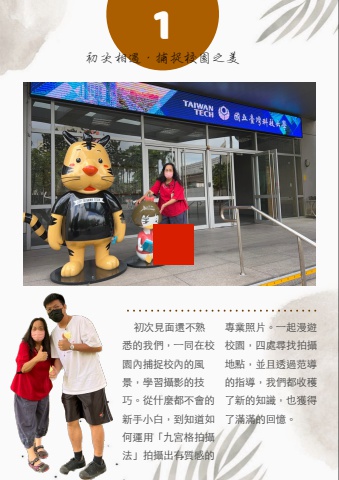 1
初次相遇．捕捉校園之美
TAIWAN
TECH
國立臺灣科技大學
初次見面還不熟
悉的我們，一同在校
園內捕捉校內的風
景，學習攝影的技
巧。從什麼都不會的
新手小白，到知道如
何運用「九宮格拍攝
法」拍攝出有質感的
專業照片。一起漫遊
校園，四處尋找拍攝
地點，並且透過范導
的指導，我們都收穫
了新的知識，也獲得
了滿滿的回憶。